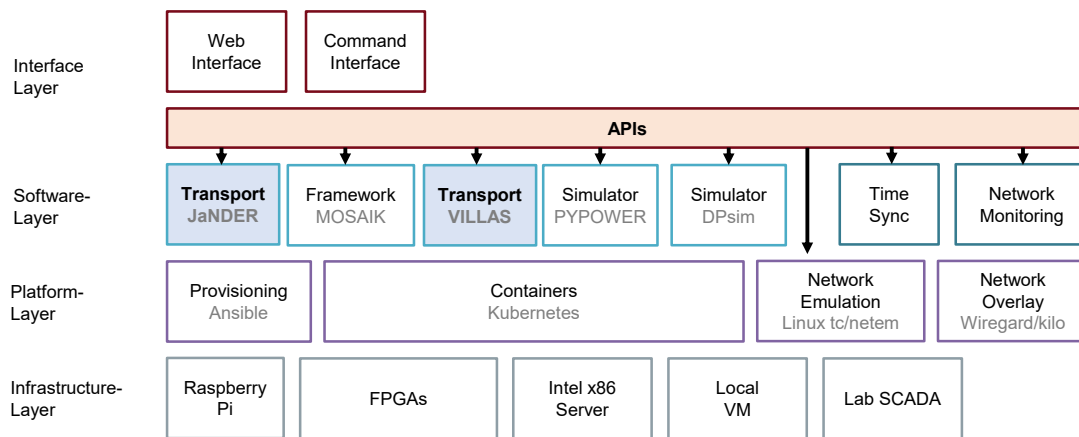 Interface
Layer
Web
Interface
Command
Interface
APIs
Software-
Layer
Transport
JaNDER
Framework
MOSAIK
Transport
VILLAS
Simulator
PYPOWER
Simulator
DPsim
Time
Sync
Network
Monitoring
Platform-
Layer
Provisioning
Ansible
Containers
Kubernetes
Network
Emulation
Linux tc/netem
Network
Overlay
Wiregard/kilo
Infrastructure-
Layer
Raspberry
Pi
FPGAs
Intel x86
Server
Local
VM
Lab SCADA